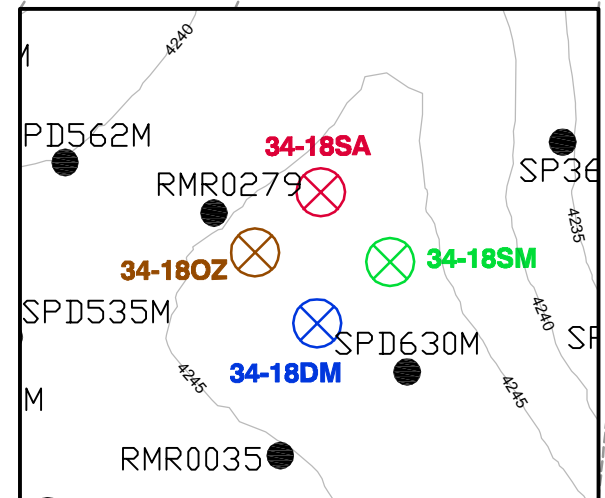 4240
PD562M
34-18SA
RMR0279
SP36
4235
34-18OZ
34-18SM
SPD535M
4240
SPD630M
34-18DM
4245
4245
M
RMR0035